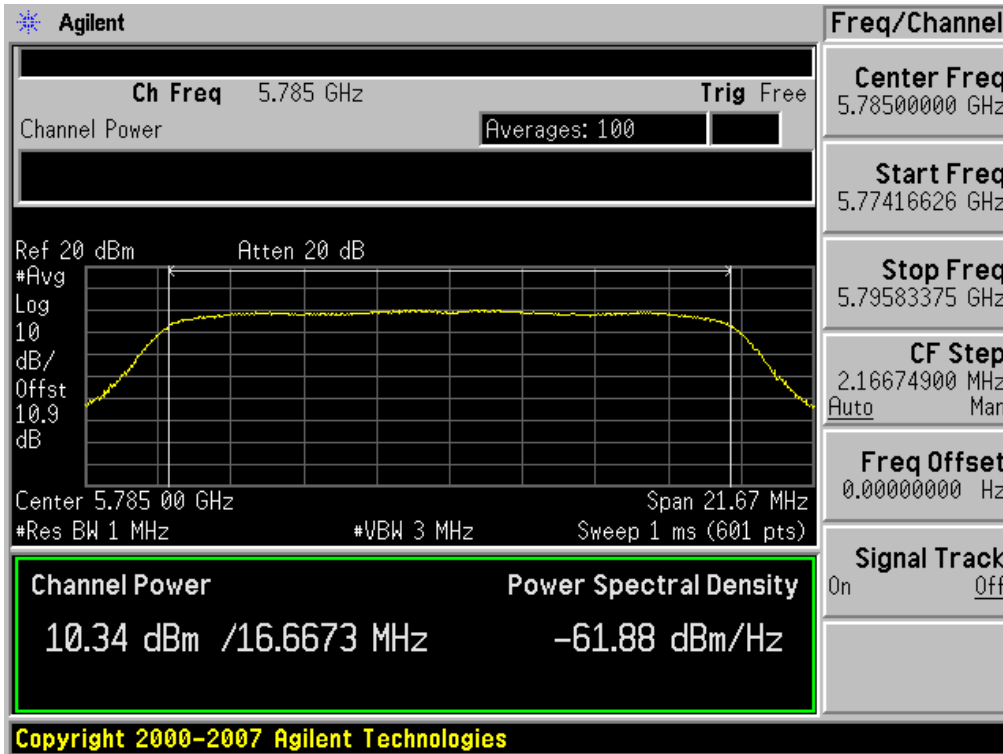 Agilent
Freq/Channel
Ch Freq 5.785 GHz Trig Free
Channel Power Averages: 100
Ref 20 dBm Atten 20 dB
#Avg
Log
10
dB/
Offst
10.9
dB
Center 5.785 00 GHz Span 21.67 MHz
#Res BW 1 MHz #VBW 3 MHz Sweep 1 ms (601 pts)
Channel Power Power Spectral Density
10.34 dBm /16.6673 MHz -61.88 dBm/Hz
Center Freq
5.78500000 GHz
Start Freq
5.77416626 GHz
Stop Freq
5.79583375 GHz
CF Step
2.16674900 MHz
Auto Man
Freq Offset
0.00000000 Hz
Signal Track
On Off
Copyright 2000-2007 Agilent Technologies